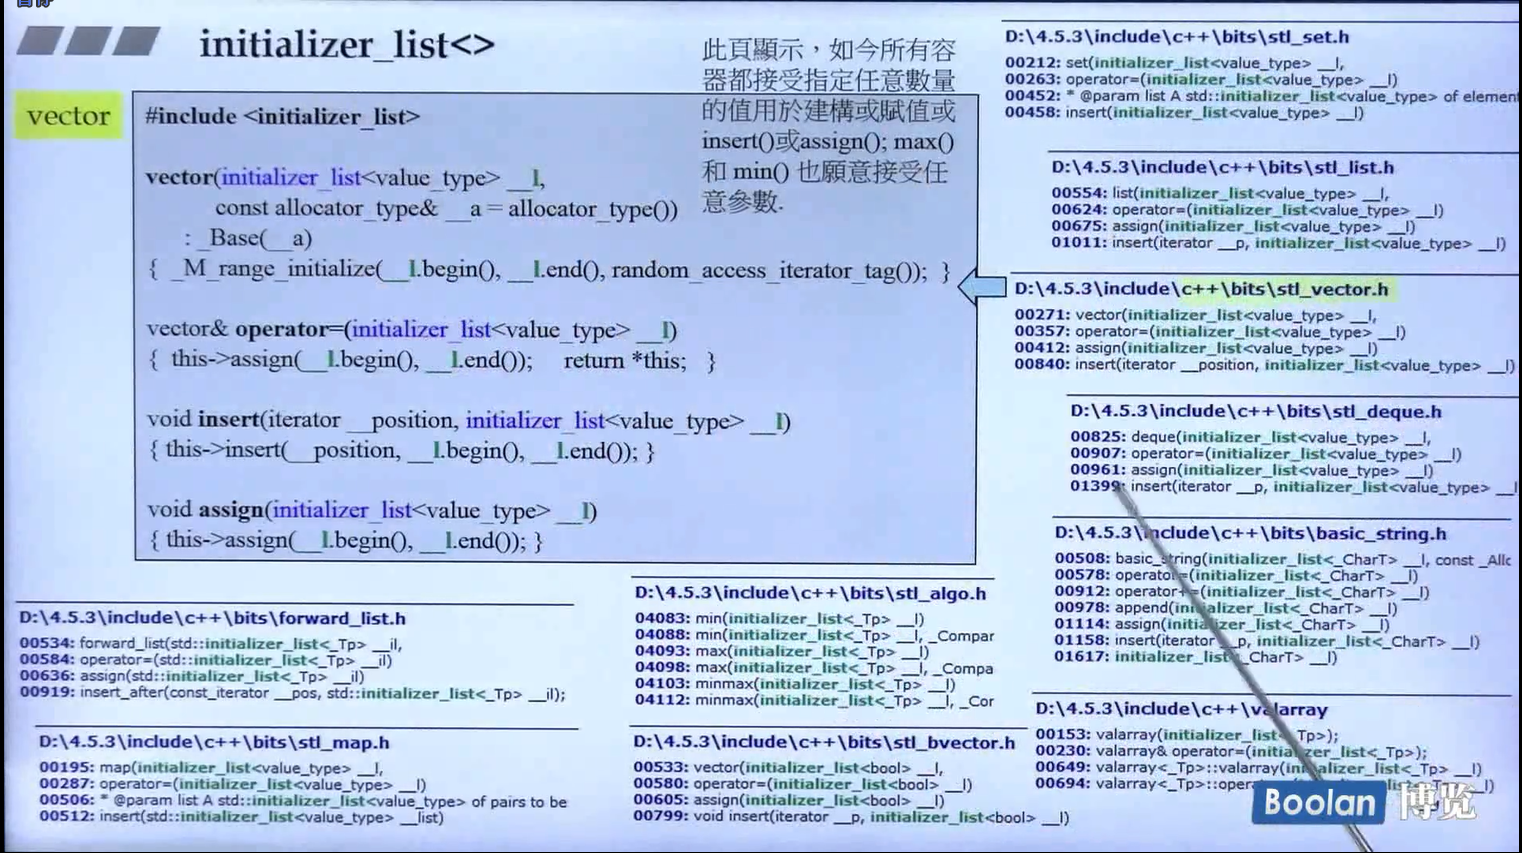 initializer_list<>
此頁顯示，如今所有容
器都接受指定任意數量
的值用於建構或賦值或
insert()或assign(); max()
和 min() 也願意接受任
意參數.
vector
#include <initializer_list>
vector(initializer_list<value_type> __l,
const allocator_type& __a = allocator_type())
: _Base(__a)
{ _M_range_initialize(__l.begin(), __l.end(), random_access_iterator_tag()); }
vector& operator=(initializer_list<value_type> __l)
{ this->assign(__l.begin(), __l.end()); return *this; }
void insert(iterator __position, initializer_list<value_type> __l)
{ this->insert(__position, __l.begin(), __l.end()); }
void assign(initializer_list<value_type> __l)
{ this->assign(__l.begin(), __l.end()); }
D:\4.5.3\include\c++\bits\stl_set.h
00212: set(initializer_list<value_type> __l,
00263: operator=(initializer_list<value_type> __l)
00452: * @param list A std::initializer_list<value_type> of element
00458: insert(initializer_list<value_type> __l)
D:\4.5.3\include\c++\bits\stl_list.h
00554: list(initializer_list<value_type> __l,
00624: operator=(initializer_list<value_type> __l)
00675: assign(initializer_list<value_type> __l)
01011: insert(iterator __p, initializer_list<value_type> __l)
D:\4.5.3\include\c++\bits\stl_vector.h
00271: vector(initializer_list<value_type> __l,
00357: operator=(initializer_list<value_type> __l)
00412: assign(initializer_list<value_type> __l)
00840: insert(iterator __position, initializer_list<value_type> __l)
D:\4.5.3\include\c++\bits\stl_deque.h
00825: deque(initializer_list<value_type> __l,
00907: operator=(initializer_list<value_type> __l)
00961: assign(initializer_list<value_type> __l)
01399: insert(iterator __p, initializer_list<value_type> __l
D:\4.5.3\include\c++\bits\basic_string.h
00508: basic_string(initializer_list<_CharT> __l, const _Allc
00578: operator=(initializer_list<_CharT> __l)
00912: operator+=(initializer_list<_CharT> __l)
00978: append(initializer_list<_CharT> __l)
01114: assign(initializer_list<_CharT> __l)
01158: insert(iterator __p, initializer_list<_CharT> __l)
01617: initializer_list<_CharT> __l)
D:\4.5.3\include\c++\valarray
00153: valarray(initializer_list<_Tp>);
00230: valarray& operator=(initializer_list<_Tp>);
00649: valarray<_Tp>::valarray(initializer_list<_Tp> __l)
00694: valarray<_Tp>::oper
D:\4.5.3\include\c++\bits\forward_list.h
00534: forward_list(std::initializer_list<_Tp> __il,
00584: operator=(std::initializer_list<_Tp> __il)
00636: assign(std::initializer_list<_Tp> __il)
00919: insert_after(const_iterator __pos, std::initializer_list<_Tp> __il);
D:\4.5.3\include\c++\bits\stl_map.h
00195: map(initializer_list<value_type> __l,
00287: operator=(initializer_list<value_type> __l)
00506: * @param list A std::initializer_list<value_type> of pairs to be
00512: insert(std::initializer_list<value_type> __list)
D:\4.5.3\include\c++\bits\stl_algo.h
04083: min(initializer_list<_Tp> __l)
04088: min(initializer_list<_Tp> __l, _Compar
04093: max(initializer_list<_Tp> __l)
04098: max(initializer_list<_Tp> __l, _Compa
04103: minmax(initializer_list<_Tp> __l)
04112: minmax(initializer_list<_Tp> __l, _Cor
D:\4.5.3\include\c++\bits\stl_bvector.h
00533: vector(initializer_list<bool> __l,
00580: operator=(initializer_list<bool> __l)
00605: assign(initializer_list<bool> __l)
00799: void insert(iterator __p, initializer_list<bool> __l)
Boolan 博览